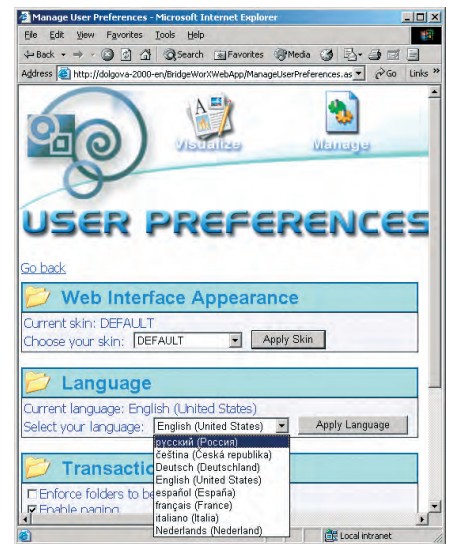 Manage User Preferences - Microsoft Internet Explorer
File Edit View Favorites Tools Help
Back Search Favorites Media
Address http://dolgova-2000-en/BridgeWorXWebApp/ManageUserPreferences.as Go Links »
Visualize Manage
USER PREFERENCES
Go back
Web Interface Appearance
Current skin: DEFAULT
Choose your skin: DEFAULT Apply Skin
Language
Current language: English (United States)
Select your language: English (United States) Apply Language
русский (Россия)
čeština (Česká republika)
Deutsch (Deutschland)
English (United States)
español (España)
français (France)
italiano (Italia)
Nederlands (Nederland)
Transactio
Enforce folders to be
Enable paging
Local intranet